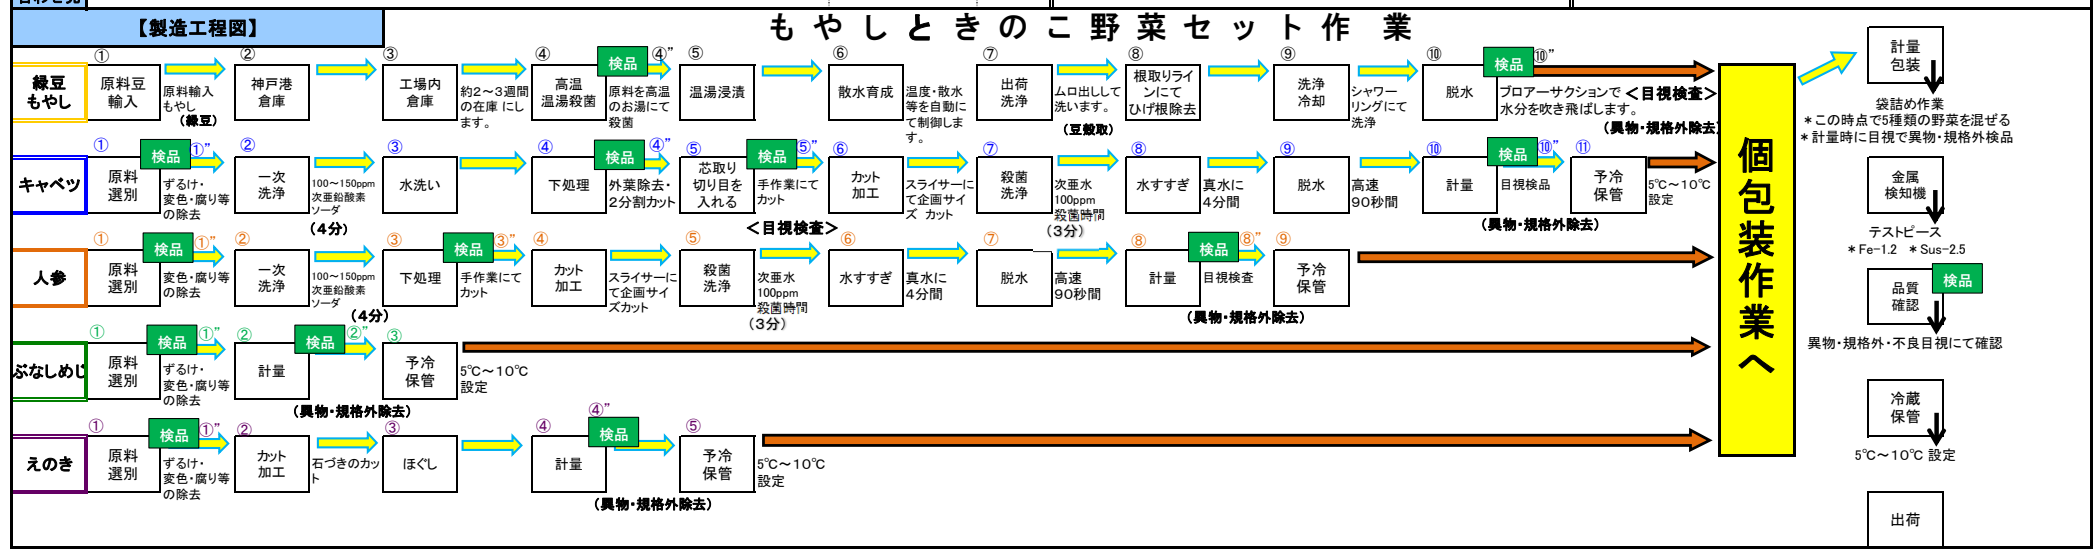 【製造工程図】
もやしときのこ野菜セット作業
緑豆
もやし
①
原料豆
輸入
原料輸入
もやし
(緑豆)
②
神戸港
倉庫
③
工場内
倉庫
約2～3週間
の在庫にし
ます。
④
高温
温湯殺菌
検品
④”
原料を高温
のお湯にて
殺菌
⑤
温湯浸漬
⑥
散水育成
温度・散水
等を自動に
て制御しま
す。
⑦
出荷
洗浄
ムロ出しして
洗います。
(豆殻取)
⑧
根取りライ
ンにて
ひげ根除去
⑨
洗浄
冷却
シャワー
リングにて
洗浄
⑩
脱水
検品
⑩”
ブロアーサクションで
水分を吹き飛ばします。
＜目視検査＞
(異物・規格外除去)
キャベツ
①
原料
選別
検品
①”
ずるけ・
変色・腐り等
の除去
②
一次
洗浄
100～150ppm
次亜鉛酸素
ソーダ
(4分)
③
水洗い
④
下処理
検品
④”
外葉除去・
2分割カット
⑤
芯取り
切り目を
入れる
検品
⑤”
手作業にて
カット
＜目視検査＞
⑥
カット
加工
スライサーに
て企画サイ
ズ カット
⑦
殺菌
洗浄
次亜水
100ppm
殺菌時間
(3分)
⑧
水すすぎ
真水に
4分間
⑨
脱水
高速
90秒間
⑩
計量
検品
⑩”
目視検品
(異物・規格外除去)
⑪
予冷
保管
5℃～10℃
設定
人参
①
原料
選別
検品
①”
変色・腐り等
の除去
②
一次
洗浄
100～150ppm
次亜鉛酸素
ソーダ
(4分)
③
下処理
検品
③”
手作業にて
カット
④
カット
加工
スライサーに
て企画サイ
ズカット
⑤
殺菌
洗浄
次亜水
100ppm
殺菌時間
(3分)
⑥
水すすぎ
真水に
4分間
⑦
脱水
高速
90秒間
⑧
計量
検品
⑧”
目視検査
(異物・規格外除去)
⑨
予冷
保管
ぶなしめじ
①
原料
選別
検品
①”
ずるけ・
変色・腐り等
の除去
②
計量
検品
②”
(異物・規格外除去)
③
予冷
保管
5℃～10℃
設定
えのき
①
原料
選別
検品
①”
ずるけ・
変色・腐り等
の除去
②
カット
加工
石づきのカッ
ト
③
ほぐし
④
計量
④”
検品
(異物・規格外除去)
⑤
予冷
保管
5℃～10℃
設定
個包装作業へ
計量
包装
袋詰め作業
＊この時点で5種類の野菜を混ぜる
＊計量時に目視で異物・規格外検品
金属
検知機
テストピース
＊Fe-1.2 ＊Sus-2.5
品質
確認
検品
異物・規格外・不良目視にて確認
冷蔵
保管
5℃～10℃ 設定
出荷